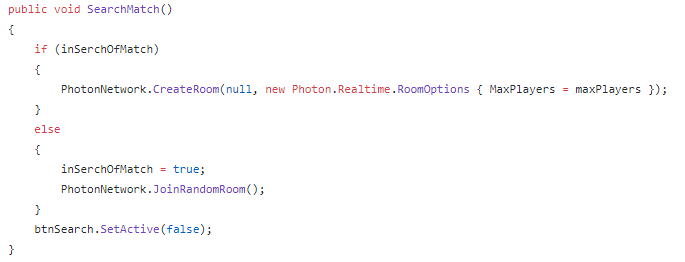 public void SearchMatch()
{
    if (inSerchOfMatch)
    {
        PhotonNetwork.CreateRoom(null, new Photon.Realtime.RoomOptions { MaxPlayers = maxPlayers });
    }
    else
    {
        inSerchOfMatch = true;
        PhotonNetwork.JoinRandomRoom();
    }
    btnSearch.SetActive(false);
}